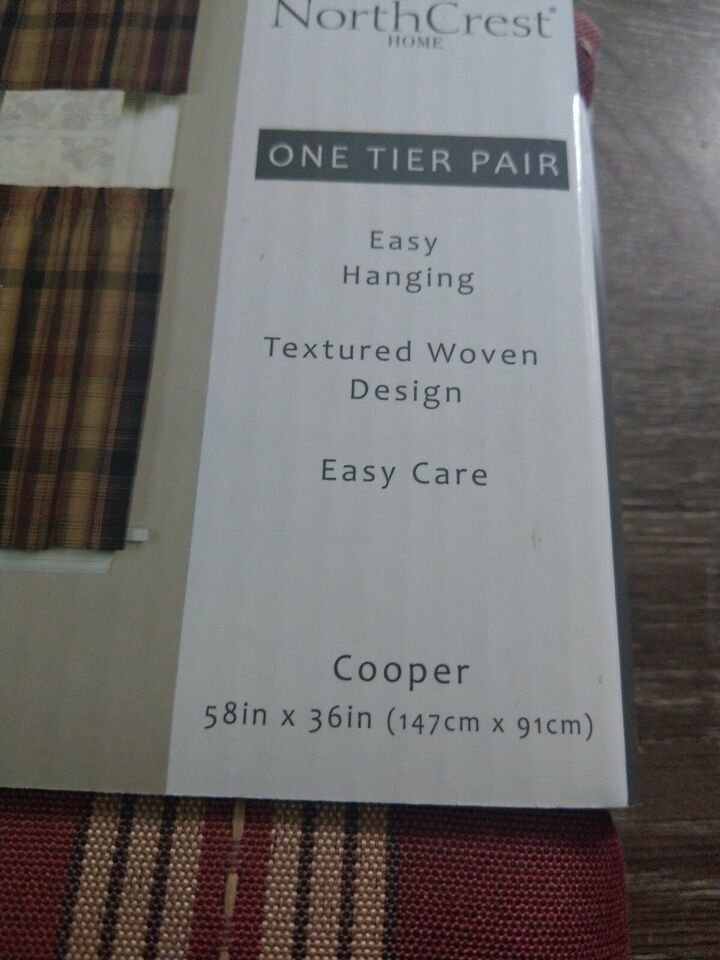 NorthCrest®
HOME
ONE TIER PAIR
Easy
Hanging
Textured Woven
Design
Easy Care
Cooper
58in x 36in (147cm x 91cm)